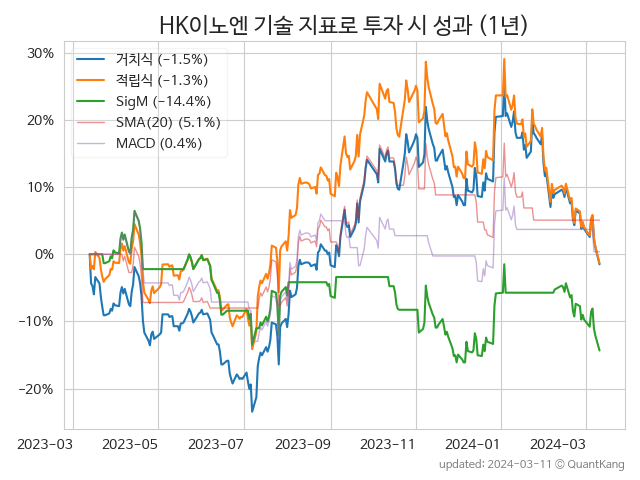 HK이노엔 기술 지표로 투자 시 성과 (1년)
30%
20%
10%
0%
−10%
−20%
거치식 (−1.5%)
적립식 (−1.3%)
SigM (−14.4%)
SMA(20) (5.1%)
MACD (0.4%)
2023-03 2023-05 2023-07 2023-09 2023-11 2024-01 2024-03
updated: 2024-03-11 © QuantKang